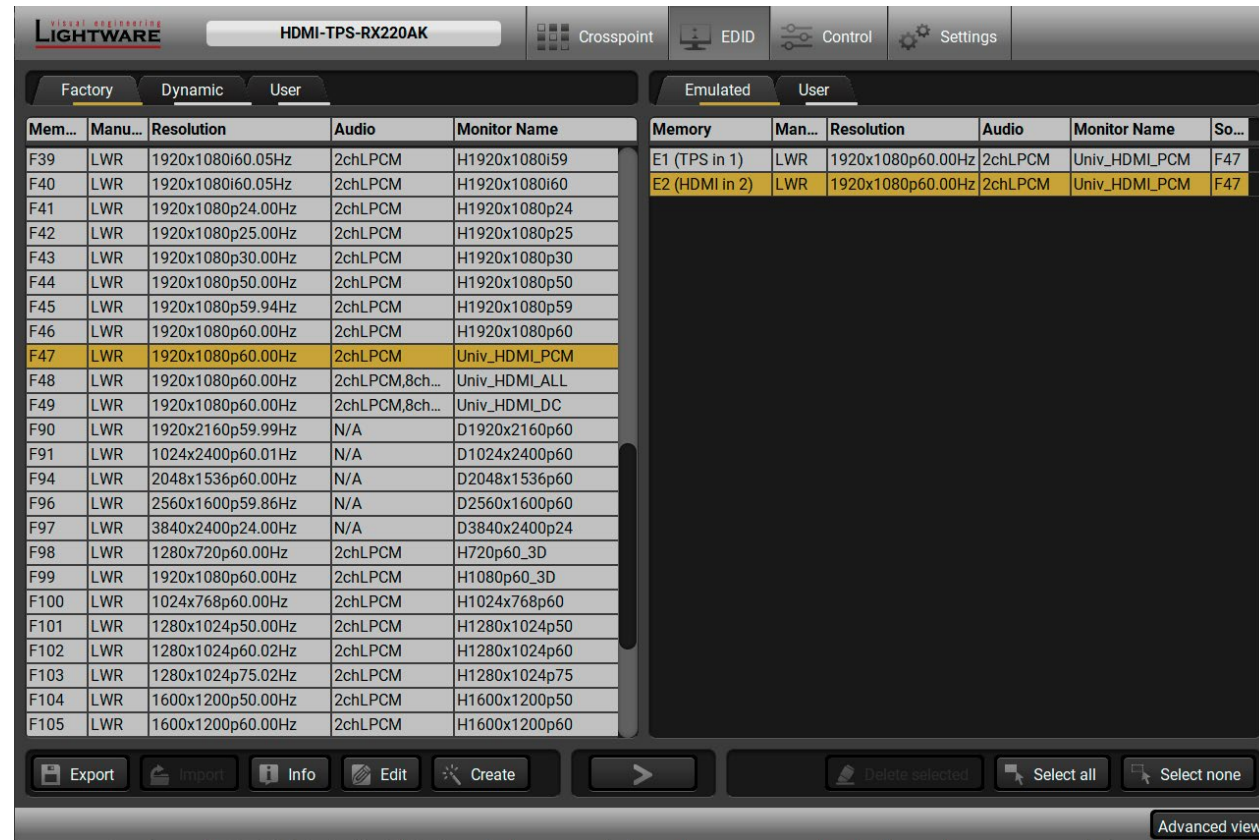 visual engineering
LIGHTWARE
HDMI-TPS-RX220AK
Crosspoint
EDID
Control
Settings
Factory Dynamic User
Emulated User
Mem... Manu... Resolution Audio Monitor Name
F39 LWR 1920x1080i60.05Hz 2chLPCM H1920x1080i59
F40 LWR 1920x1080i60.05Hz 2chLPCM H1920x1080i60
F41 LWR 1920x1080p24.00Hz 2chLPCM H1920x1080p24
F42 LWR 1920x1080p25.00Hz 2chLPCM H1920x1080p25
F43 LWR 1920x1080p30.00Hz 2chLPCM H1920x1080p30
F44 LWR 1920x1080p50.00Hz 2chLPCM H1920x1080p50
F45 LWR 1920x1080p59.94Hz 2chLPCM H1920x1080p59
F46 LWR 1920x1080p60.00Hz 2chLPCM H1920x1080p60
F47 LWR 1920x1080p60.00Hz 2chLPCM Univ_HDMI_PCM
F48 LWR 1920x1080p60.00Hz 2chLPCM,8ch... Univ_HDMI_ALL
F49 LWR 1920x1080p60.00Hz 2chLPCM,8ch... Univ_HDMI_DC
F90 LWR 1920x2160p59.99Hz N/A D1920x2160p60
F91 LWR 1024x2400p60.01Hz N/A D1024x2400p60
F94 LWR 2048x1536p60.00Hz N/A D2048x1536p60
F96 LWR 2560x1600p59.86Hz N/A D2560x1600p60
F97 LWR 3840x2400p24.00Hz N/A D3840x2400p24
F98 LWR 1280x720p60.00Hz 2chLPCM H720p60_3D
F99 LWR 1920x1080p60.00Hz 2chLPCM H1080p60_3D
F100 LWR 1024x768p60.00Hz 2chLPCM H1024x768p60
F101 LWR 1280x1024p50.00Hz 2chLPCM H1280x1024p50
F102 LWR 1280x1024p60.02Hz 2chLPCM H1280x1024p60
F103 LWR 1280x1024p75.02Hz 2chLPCM H1280x1024p75
F104 LWR 1600x1200p50.00Hz 2chLPCM H1600x1200p50
F105 LWR 1600x1200p60.00Hz 2chLPCM H1600x1200p60
Memory Man... Resolution Audio Monitor Name So...
E1 (TPS in 1) LWR 1920x1080p60.00Hz 2chLPCM Univ_HDMI_PCM F47
E2 (HDMI in 2) LWR 1920x1080p60.00Hz 2chLPCM Univ_HDMI_PCM F47
Export Import Info Edit Create > Delete selected Select all Select none
Advanced view